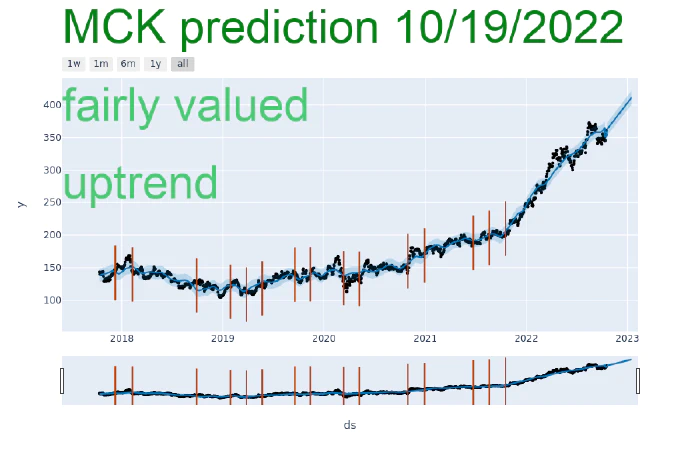 MCK prediction 10/19/2022
1w 1m 6m 1y all
fairly valued
uptrend
400
350
300
250
200
150
100
y
2018 2019 2020 2021 2022 2023
ds